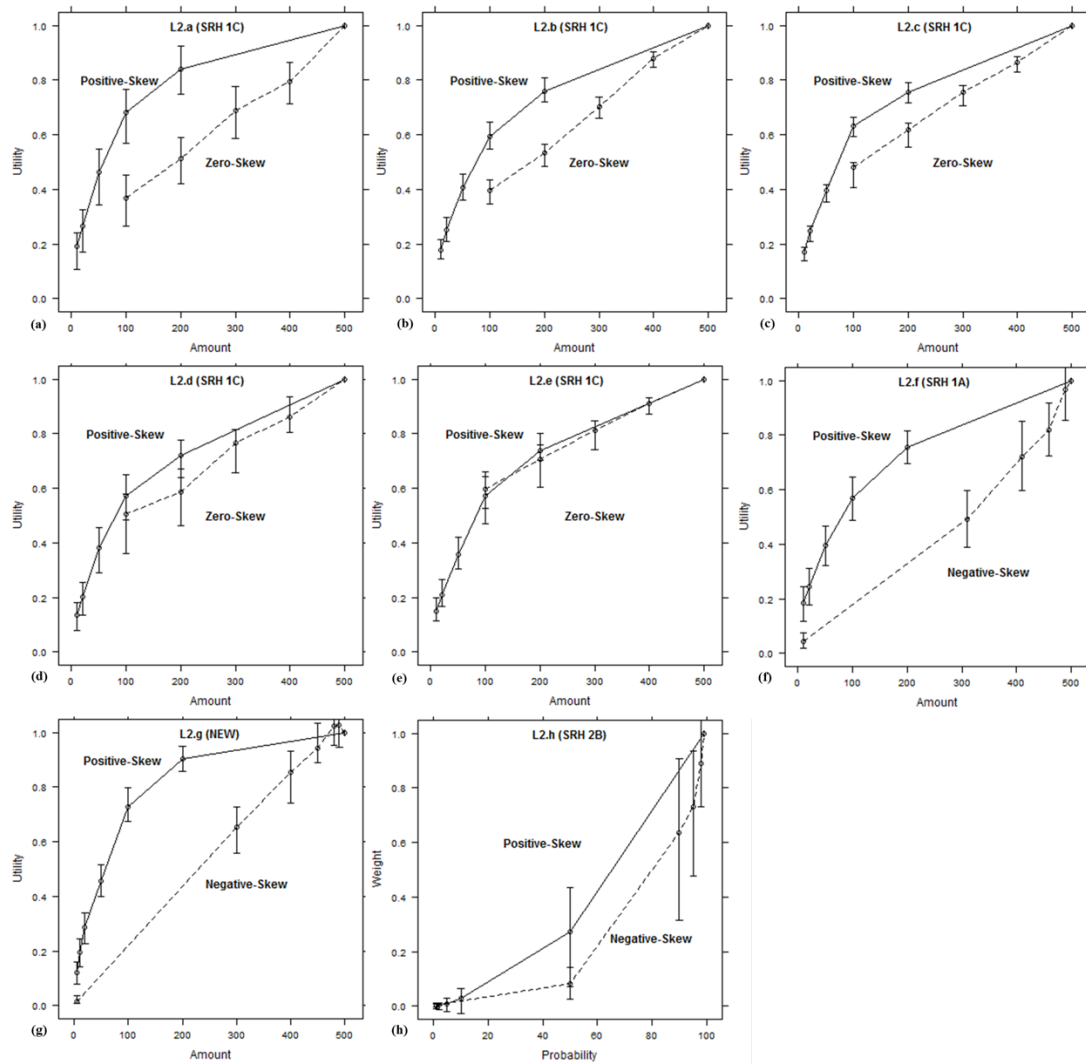 L2.a (SRH 1C)
Positive-Skew
Zero-Skew
Utility
1.0
0.8
0.6
0.4
0.2
0.0
0 100 200 300 400 500
(a)
Amount
L2.b (SRH 1C)
Positive-Skew
Zero-Skew
Utility
1.0
0.8
0.6
0.4
0.2
0.0
0 100 200 300 400 500
(b)
Amount
L2.c (SRH 1C)
Positive-Skew
Zero-Skew
Utility
1.0
0.8
0.6
0.4
0.2
0.0
0 100 200 300 400 500
(c)
Amount
L2.d (SRH 1C)
Positive-Skew
Zero-Skew
Utility
1.0
0.8
0.6
0.4
0.2
0.0
0 100 200 300 400 500
(d)
Amount
L2.e (SRH 1C)
Positive-Skew
Zero-Skew
Utility
1.0
0.8
0.6
0.4
0.2
0.0
0 100 200 300 400 500
(e)
Amount
L2.f (SRH 1A)
Positive-Skew
Negative-Skew
Utility
1.0
0.8
0.6
0.4
0.2
0.0
0 100 200 300 400 500
(f)
Amount
L2.g (NEW)
Positive-Skew
Negative-Skew
Utility
1.0
0.8
0.6
0.4
0.2
0.0
0 100 200 300 400 500
(g)
Amount
L2.h (SRH 2B)
Positive-Skew
Negative-Skew
Weight
1.0
0.8
0.6
0.4
0.2
0.0
0 20 40 60 80 100
(h)
Probability